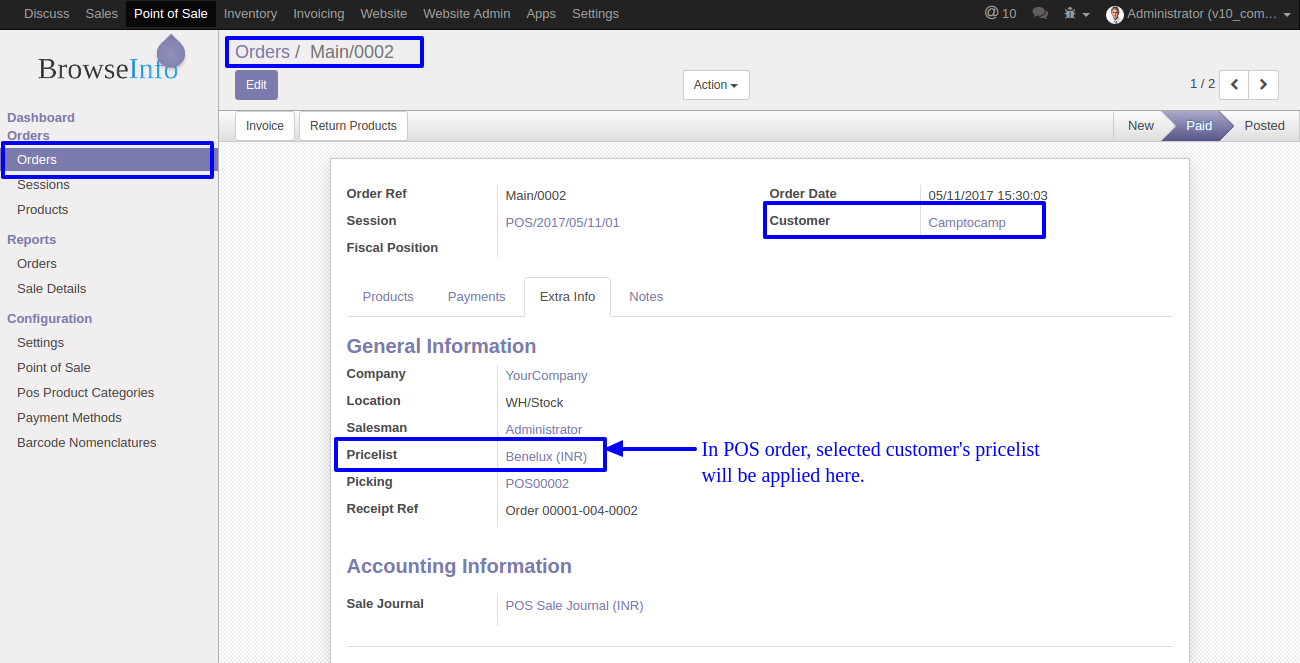 Discuss Sales Point of Sale Inventory Invoicing Website Website Admin Apps Settings @ 10 Administrator (v10_com...
BrowseInfo
Orders / Main/0002
Edit Action 1 / 2
Invoice Return Products New Paid Posted
Dashboard
Orders
Orders
Sessions
Products
Reports
Orders
Sale Details
Configuration
Settings
Point of Sale
Pos Product Categories
Payment Methods
Barcode Nomenclatures
Order Ref Main/0002 Order Date 05/11/2017 15:30:03
Session POS/2017/05/11/01 Customer Camptocamp
Fiscal Position
Products Payments Extra Info Notes
General Information
Company YourCompany
Location WH/Stock
Salesman Administrator
Pricelist Benelux (INR)
In POS order, selected customer's pricelist
will be applied here.
Picking POS00002
Receipt Ref Order 00001-004-0002
Accounting Information
Sale Journal POS Sale Journal (INR)